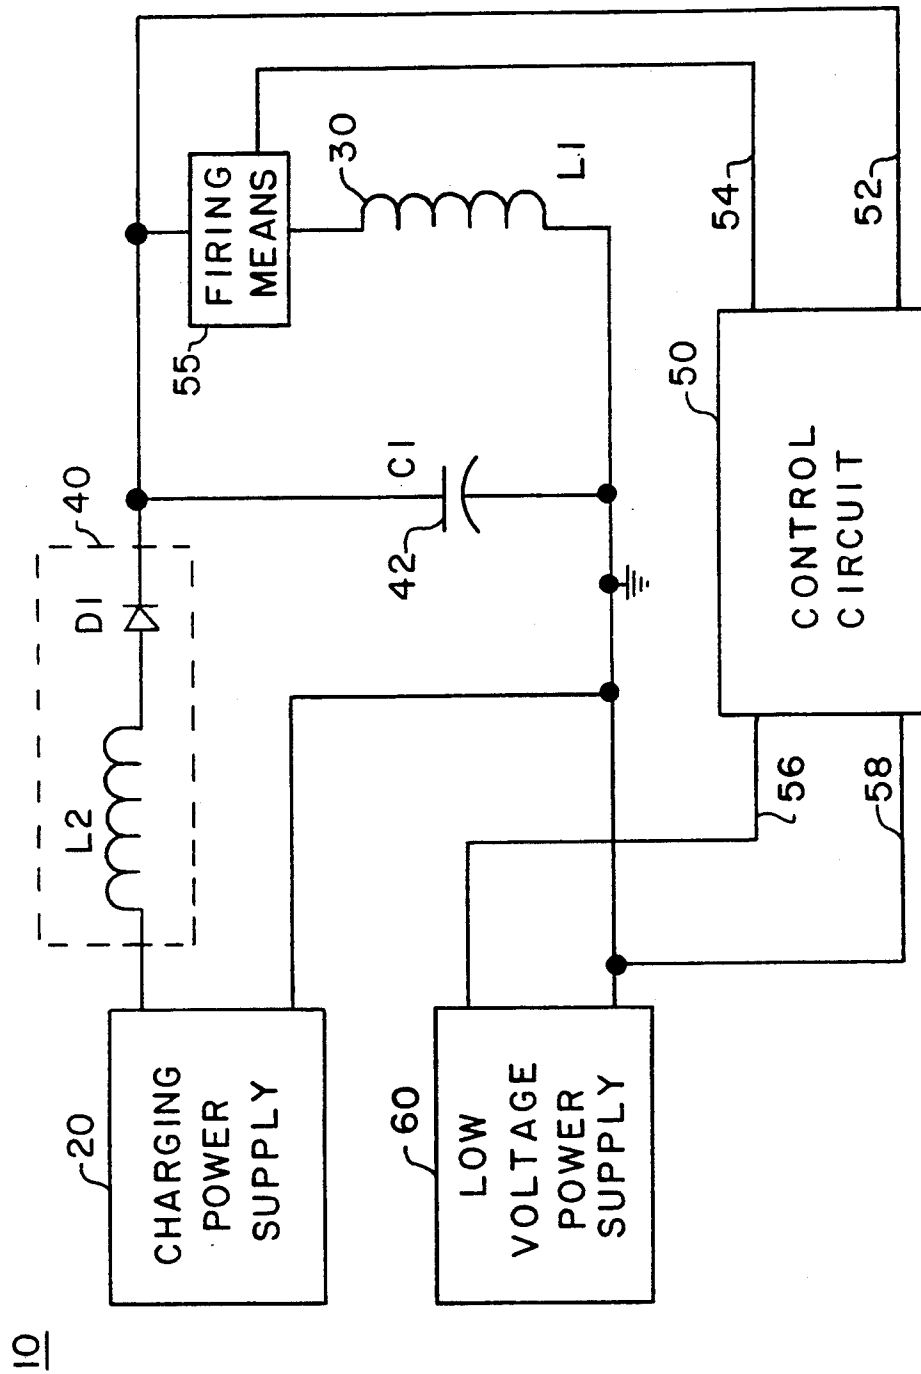 10
20
CHARGING
POWER
SUPPLY
L2
D1
40
60
LOW
VOLTAGE
POWER
SUPPLY
42
C1
55
FIRING
MEANS
30
L1
50
CONTROL
CIRCUIT
56
58
54
52